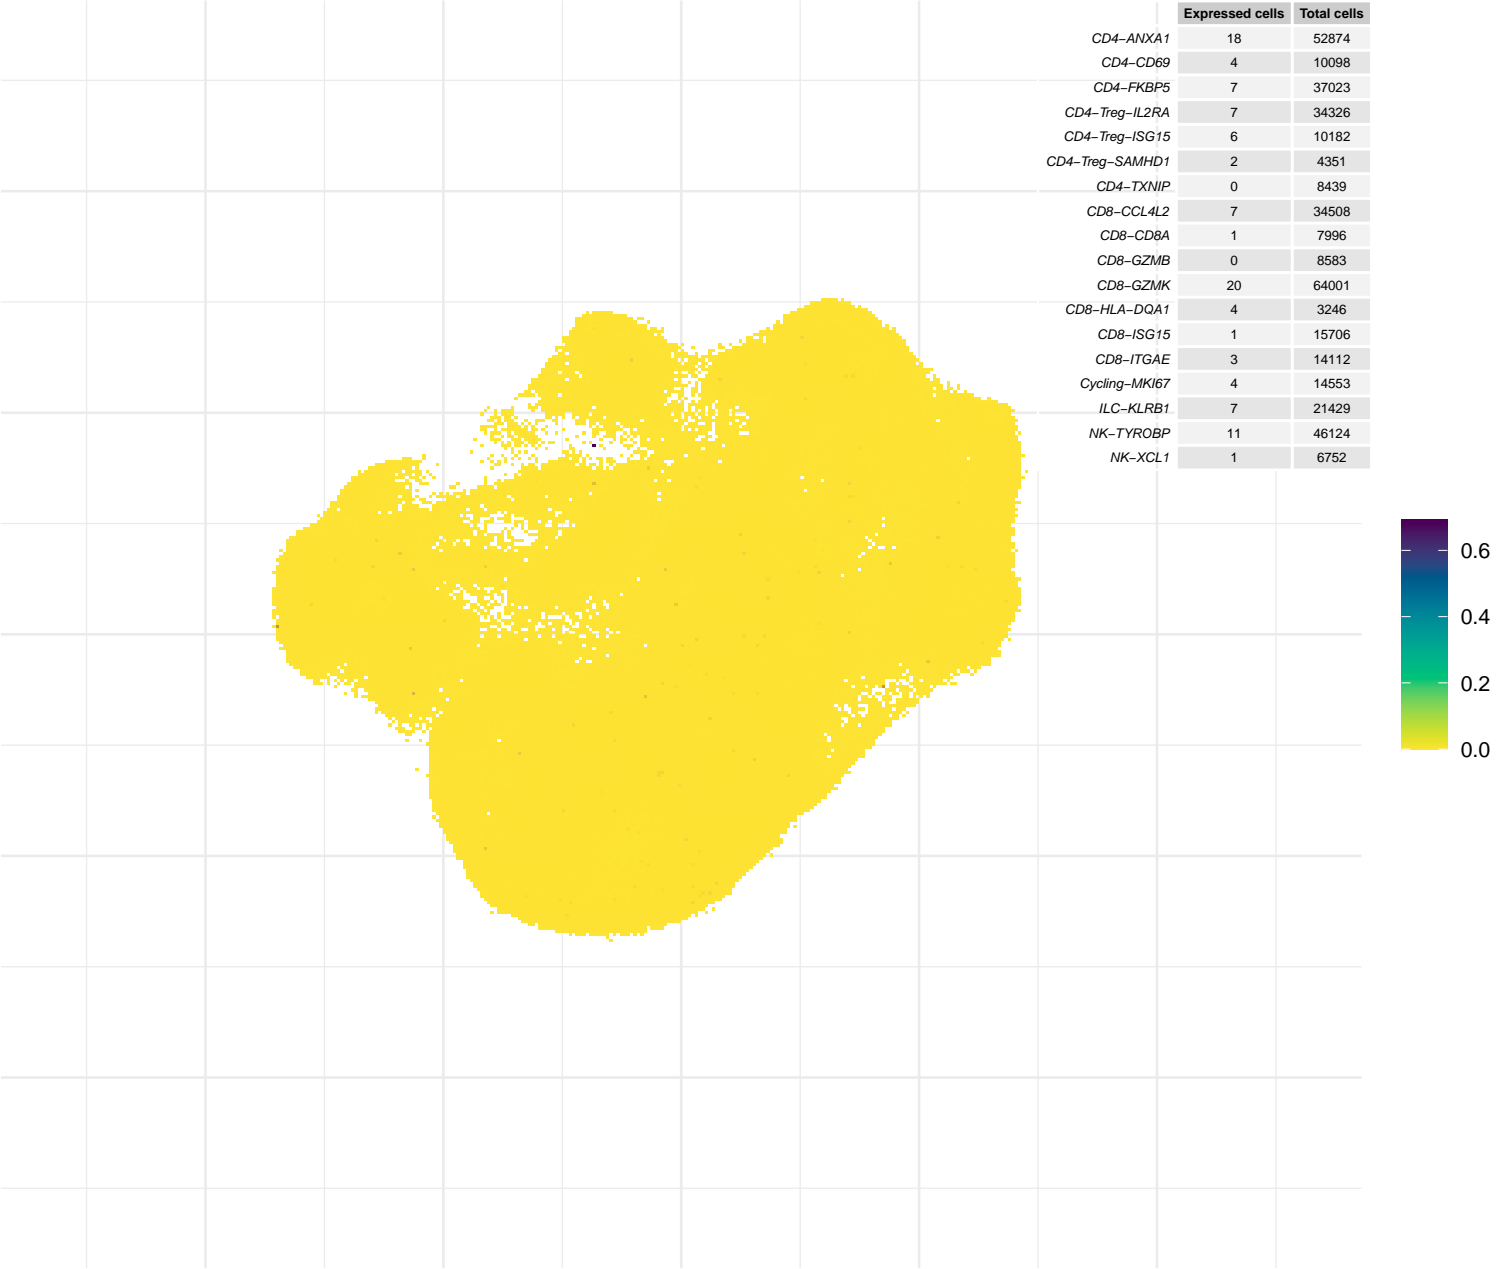 Expressed cells Total cells
CD4−ANXA1 18 52874
CD4−CD69 4 10098
CD4−FKBP5 7 37023
CD4−Treg−IL2RA 7 34326
CD4−Treg−ISG15 6 10182
CD4−Treg−SAMHD1 2 4351
CD4−TXNIP 0 8439
CD8−CCL4L2 7 34508
CD8−CD8A 1 7996
CD8−GZMB 0 8583
CD8−GZMK 20 64001
CD8−HLA−DQA1 4 3246
CD8−ISG15 1 15706
CD8−ITGAE 3 14112
Cycling−MKI67 4 14553
ILC−KLRB1 7 21429
NK−TYROBP 11 46124
NK−XCL1 1 6752
0.6
0.4
0.2
0.0